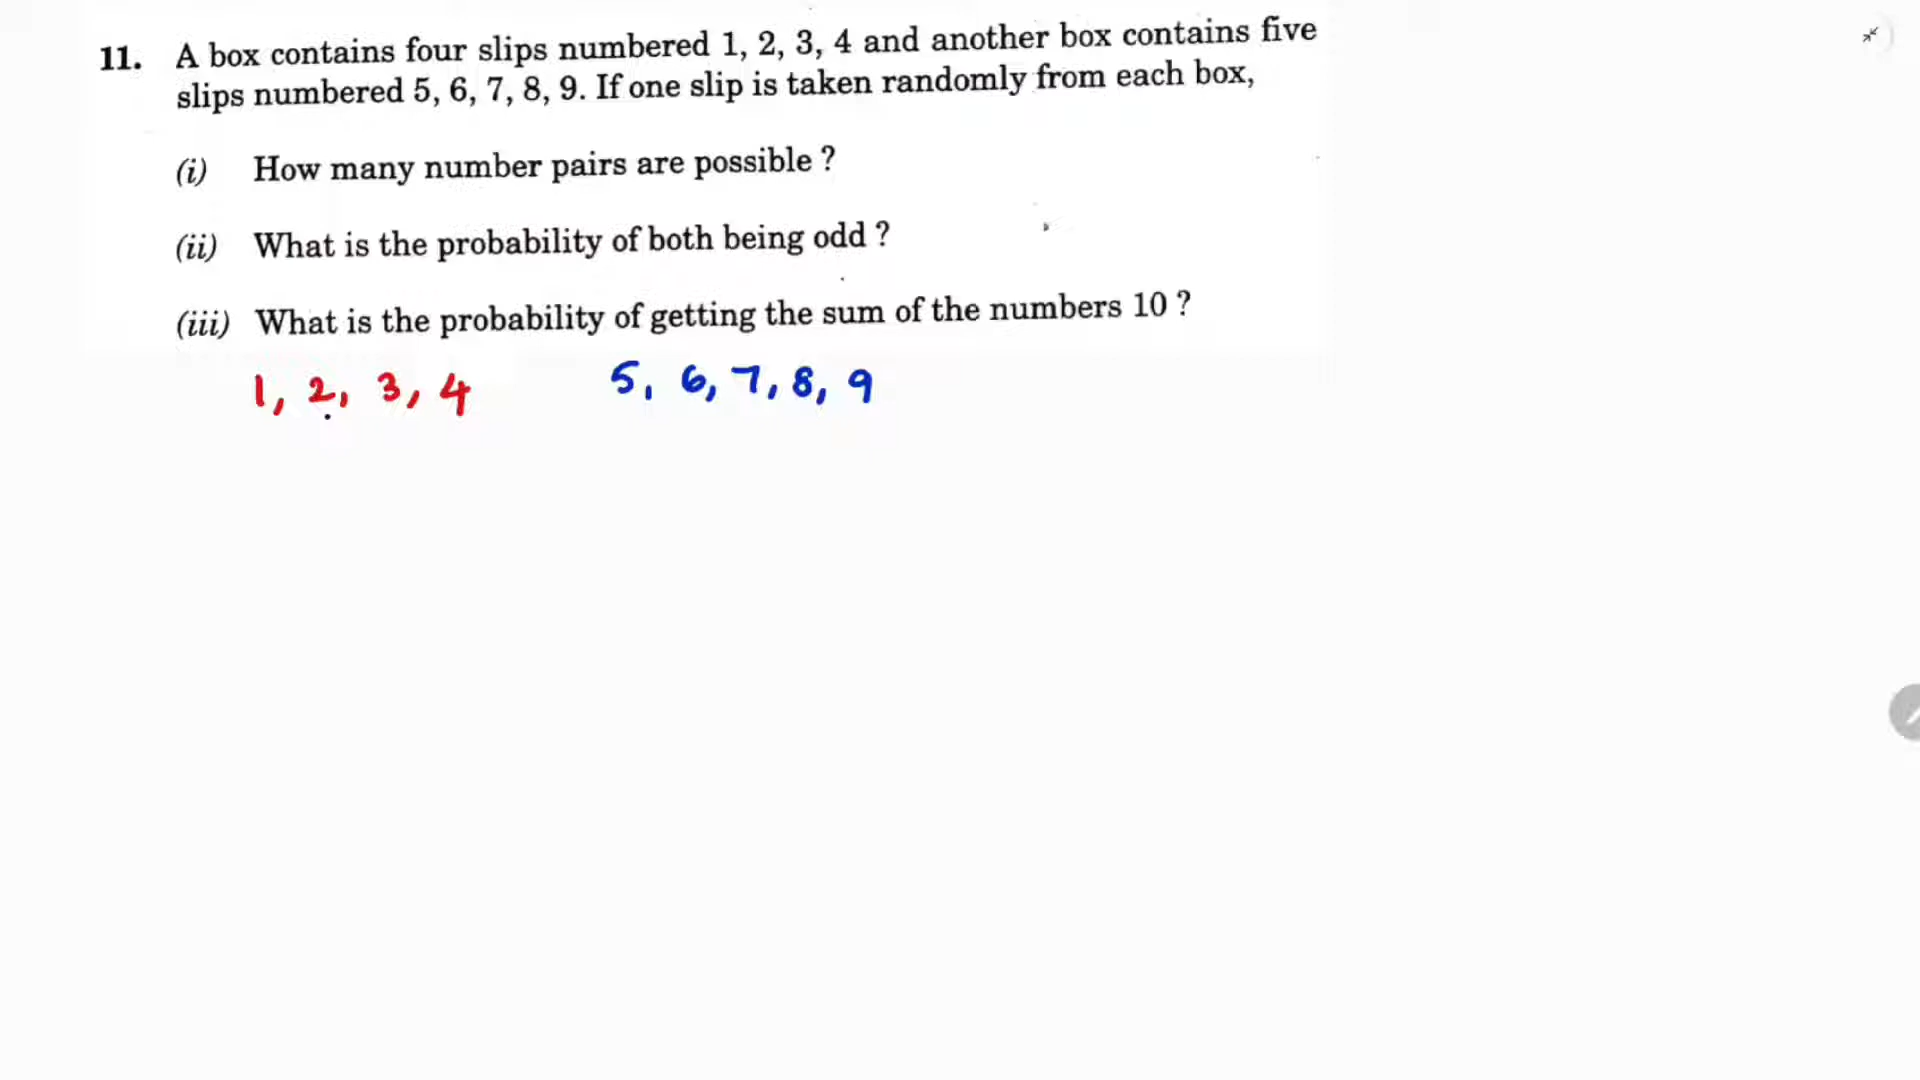 11. A box contains four slips numbered 1, 2, 3, 4 and another box contains five
slips numbered 5, 6, 7, 8, 9. If one slip is taken randomly from each box,
(i) How many number pairs are possible ?
(ii) What is the probability of both being odd ?
(iii) What is the probability of getting the sum of the numbers 10 ?
1, 2, 3, 4 5, 6, 7, 8, 9